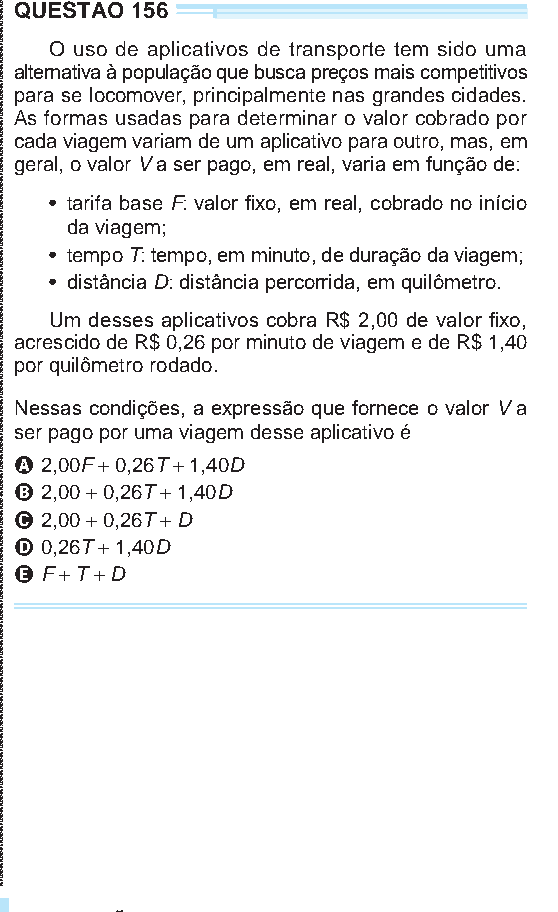 QUESTÃO 156
O uso de aplicativos de transporte tem sido uma
alternativa à população que busca preços mais competitivos
para se locomover, principalmente nas grandes cidades.
As formas usadas para determinar o valor cobrado por
cada viagem variam de um aplicativo para outro, mas, em
geral, o valor V a ser pago, em real, varia em função de:
• tarifa base F: valor fixo, em real, cobrado no início
da viagem;
• tempo T: tempo, em minuto, de duração da viagem;
• distância D: distância percorrida, em quilômetro.
Um desses aplicativos cobra R$ 2,00 de valor fixo,
acrescido de R$ 0,26 por minuto de viagem e de R$ 1,40
por quilômetro rodado.
Nessas condições, a expressão que fornece o valor V a
ser pago por uma viagem desse aplicativo é
A 2,00F + 0,26T + 1,40D
B 2,00 + 0,26T + 1,40D
C 2,00 + 0,26T + D
D 0,26T + 1,40D
E F + T + D